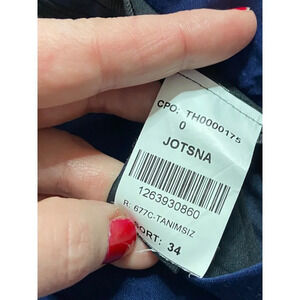 CPO: TH0000175
0
JOTSNA
1263930860
R: 677C-TANIMSIZ
ORT: 34